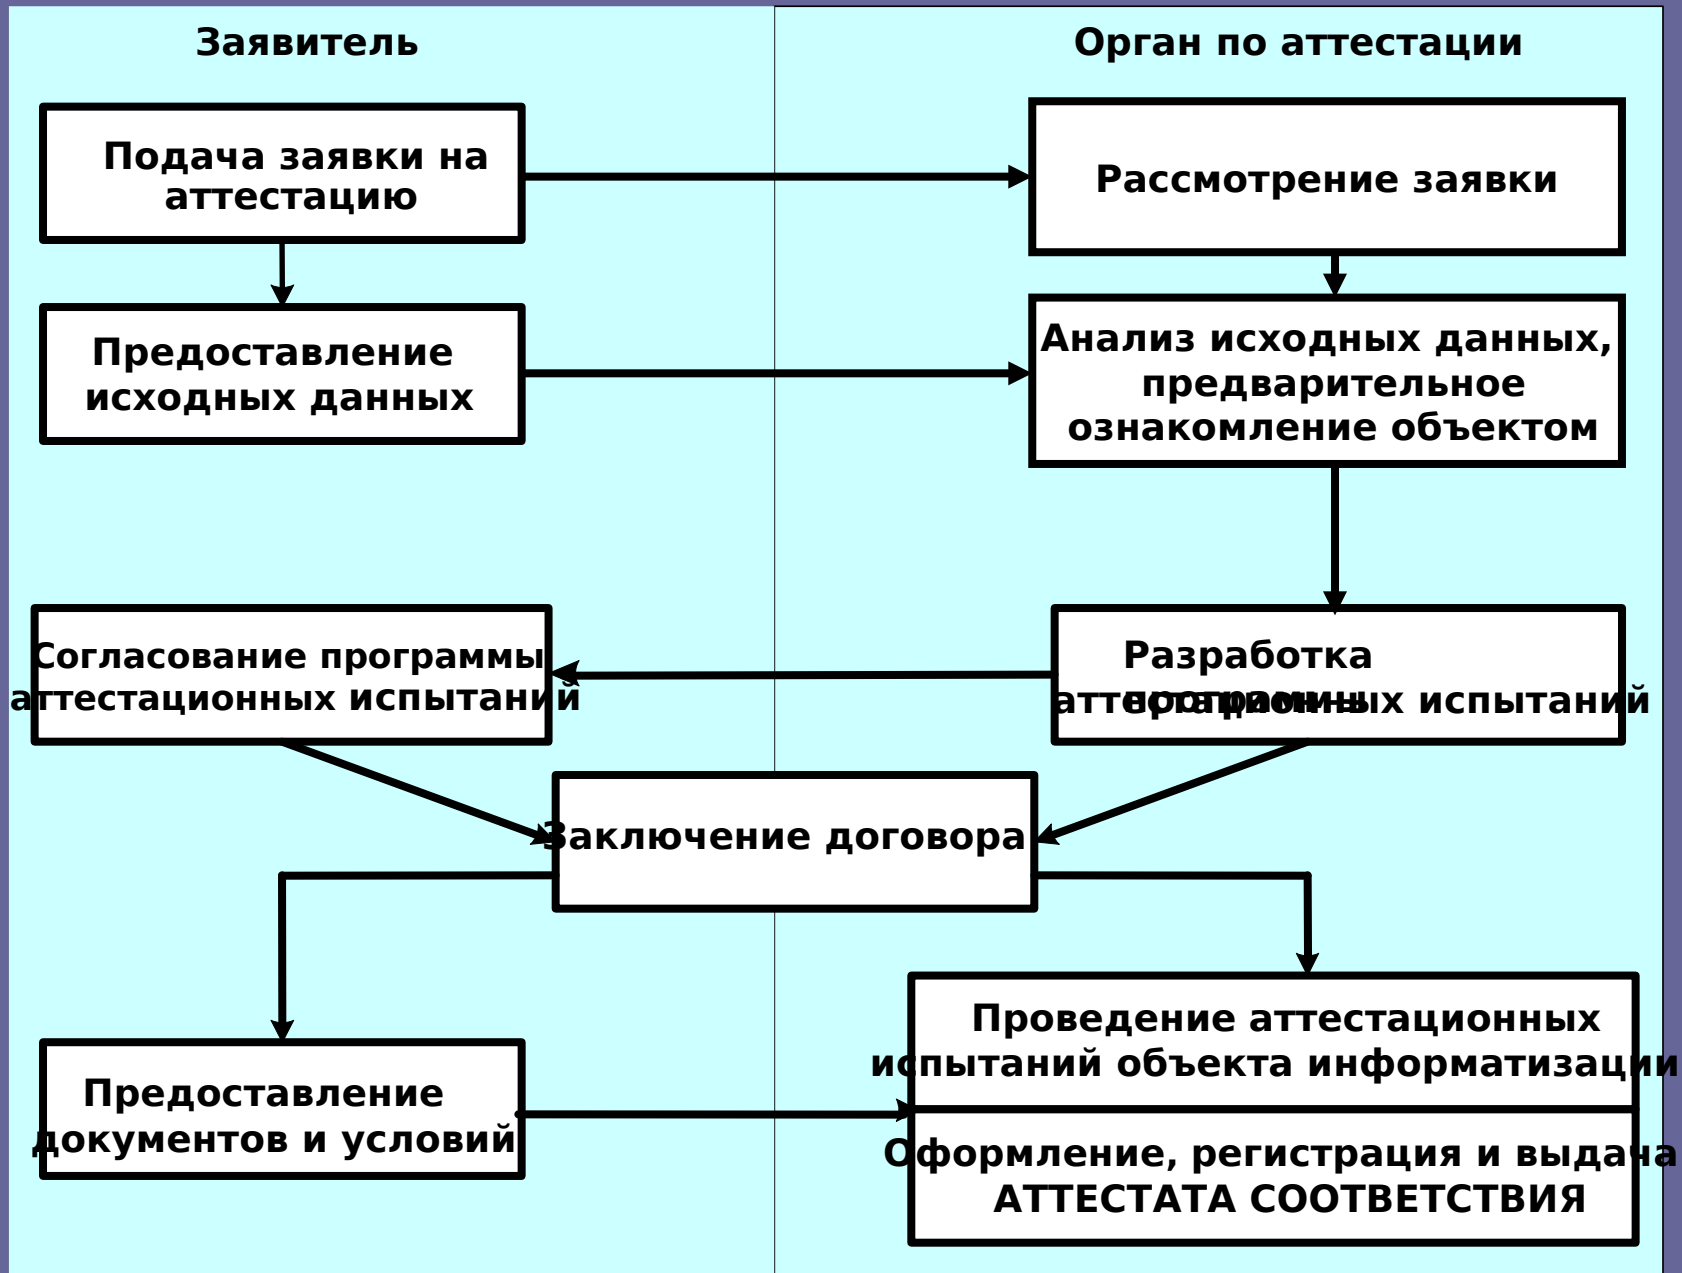 Заявитель
Орган по аттестации
Подача заявки на
аттестацию
Рассмотрение заявки
Предоставление
исходных данных
Анализ исходных данных,
предварительное
ознакомление объектом
Согласование программы
аттестационных испытаний
Разработка
программы
аттестационных испытаний
Заключение договора
Проведение аттестационных
испытаний объекта информатизации
Предоставление
документов и условий
Оформление, регистрация и выдача
АТТЕСТАТА СООТВЕТСТВИЯ